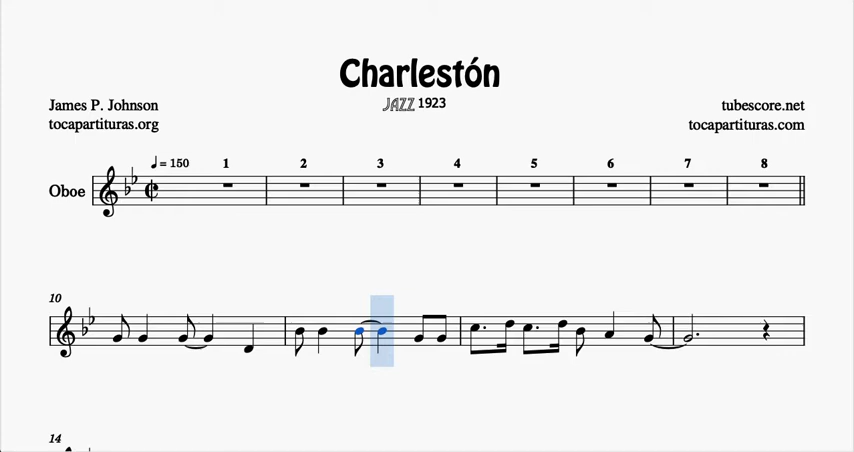 Charlestón
JAZZ 1923
James P. Johnson
tubescore.net
tocapartituras.org
tocapartituras.com
= 150 1 2 3 4 5 6 7 8
Oboe
10
14